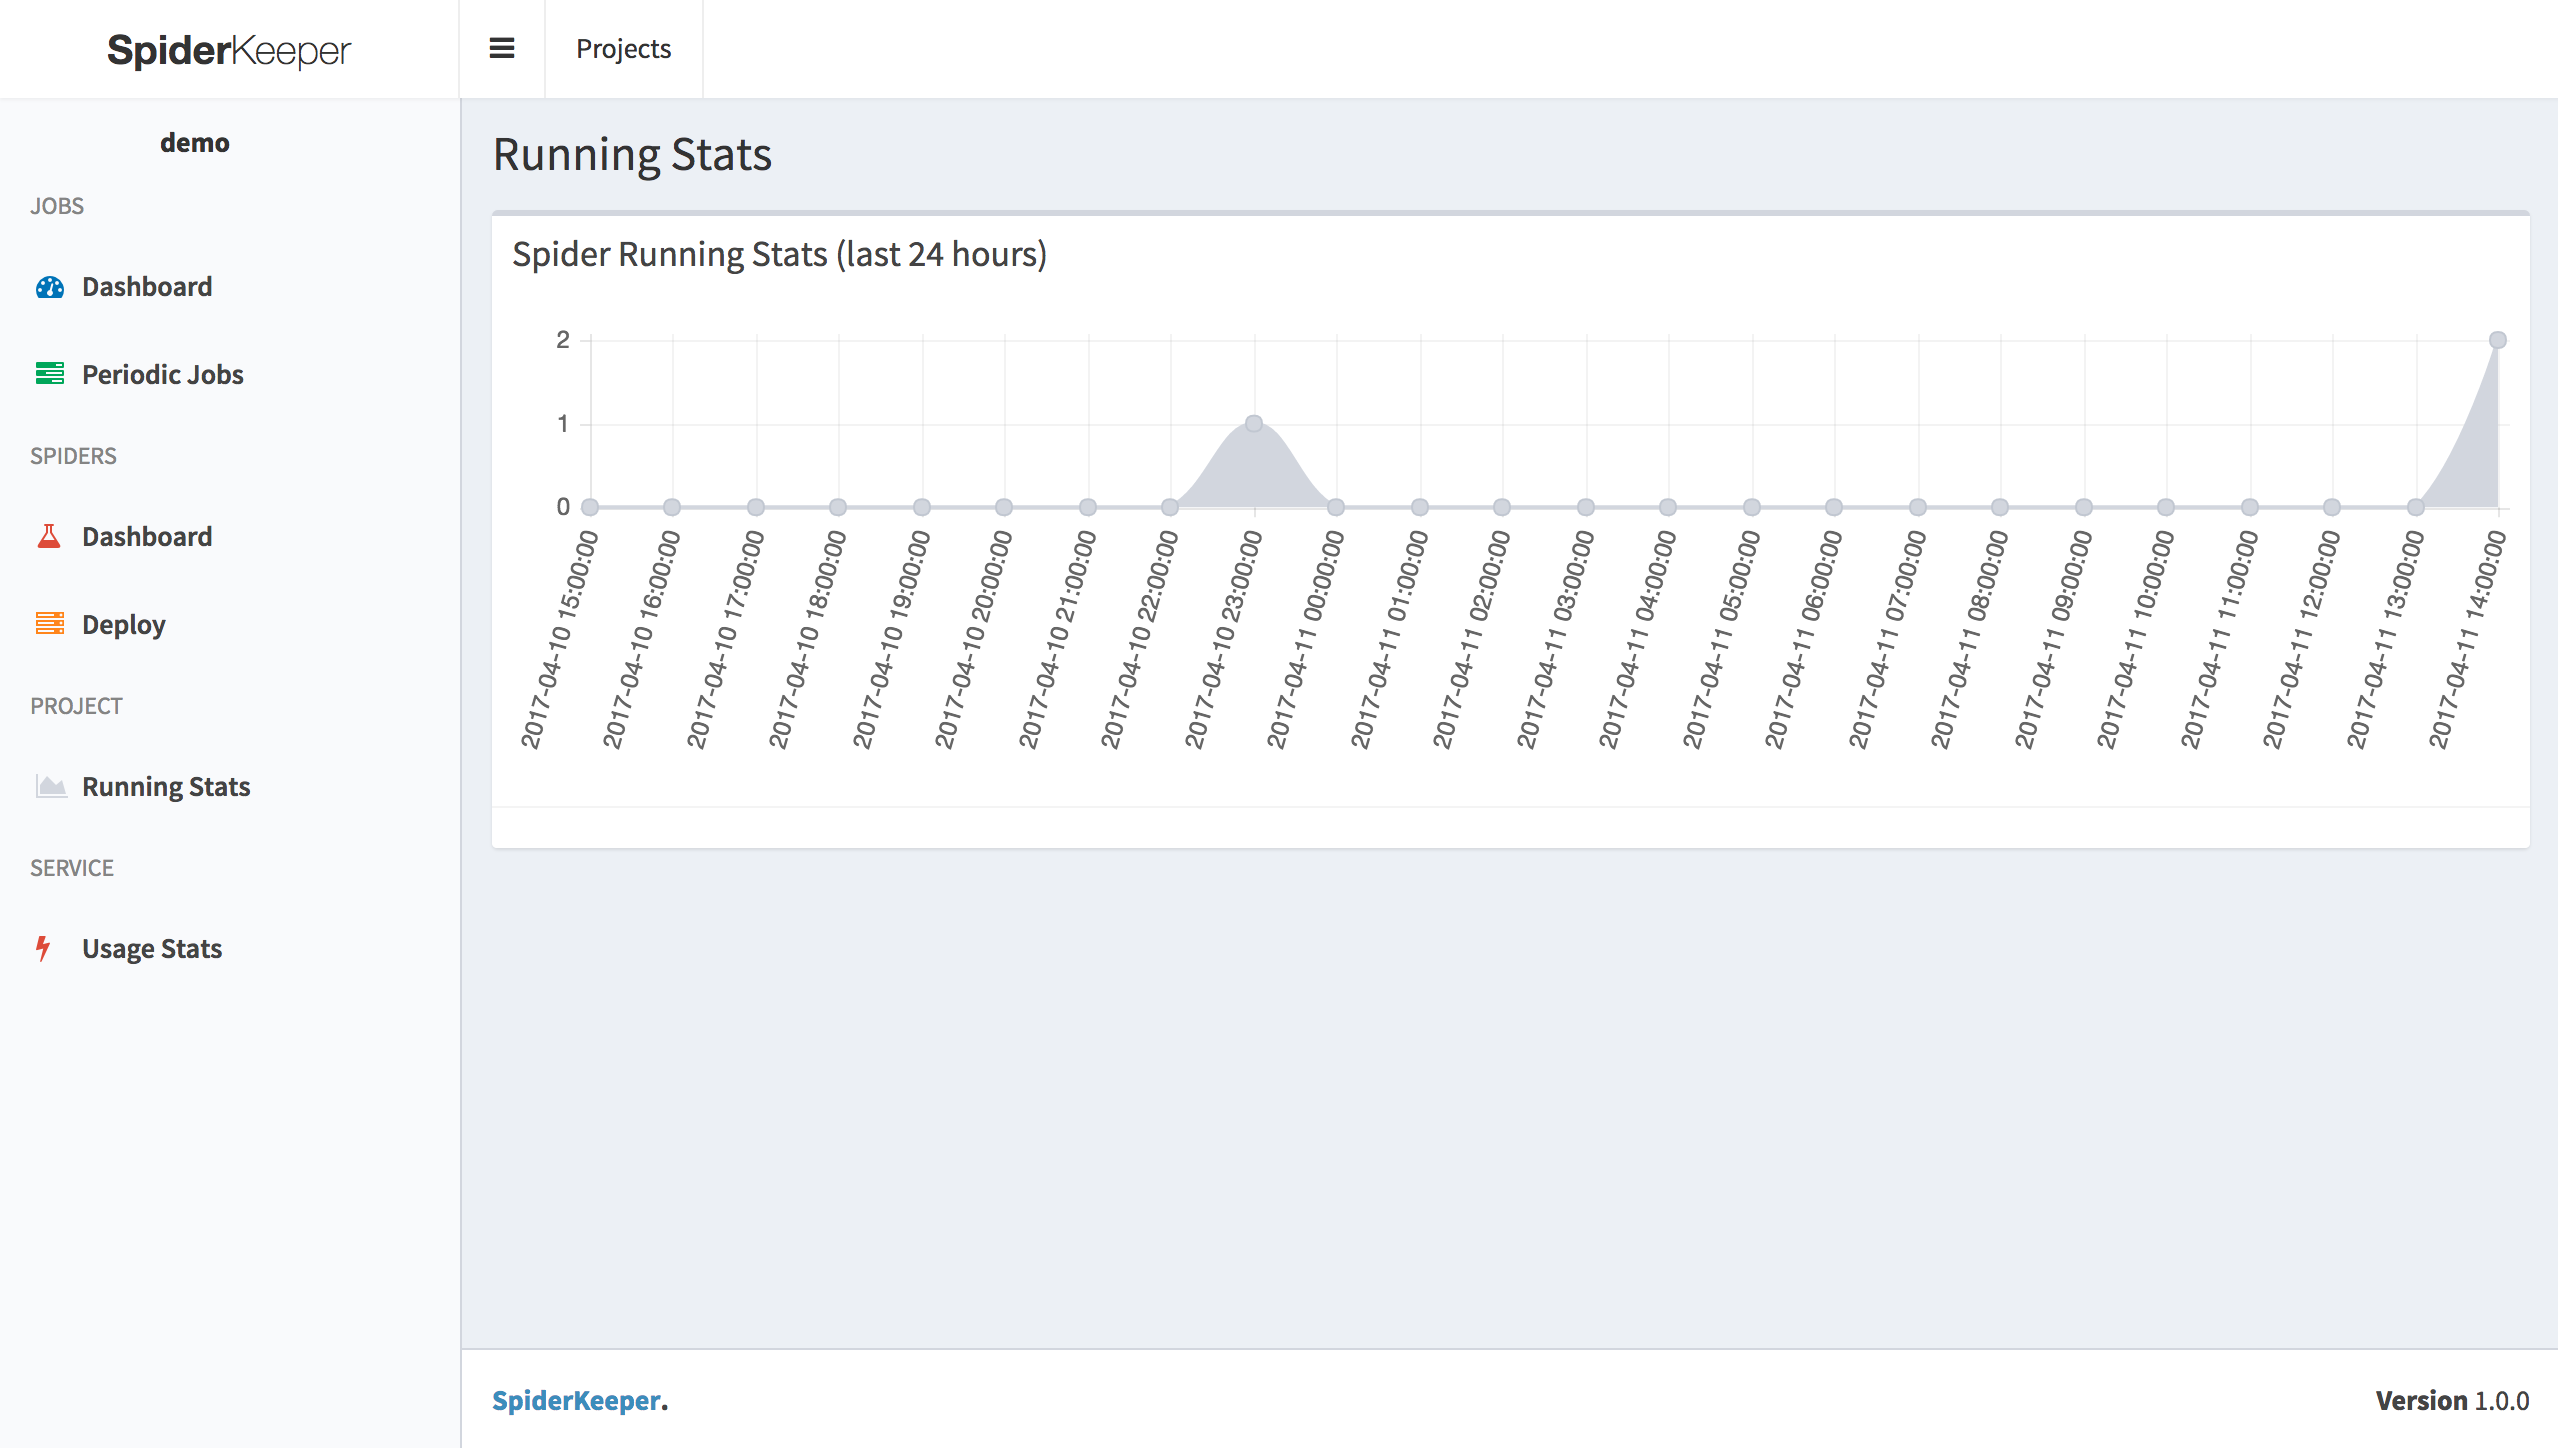 SpiderKeeper
Projects
demo
JOBS
Dashboard
Periodic Jobs
SPIDERS
Dashboard
Deploy
PROJECT
Running Stats
SERVICE
Usage Stats
Running Stats
Spider Running Stats (last 24 hours)
2
1
0
2017-04-10 15:00:00
2017-04-10 16:00:00
2017-04-10 17:00:00
2017-04-10 18:00:00
2017-04-10 19:00:00
2017-04-10 20:00:00
2017-04-10 21:00:00
2017-04-10 22:00:00
2017-04-10 23:00:00
2017-04-11 00:00:00
2017-04-11 01:00:00
2017-04-11 02:00:00
2017-04-11 03:00:00
2017-04-11 04:00:00
2017-04-11 05:00:00
2017-04-11 06:00:00
2017-04-11 07:00:00
2017-04-11 08:00:00
2017-04-11 09:00:00
2017-04-11 10:00:00
2017-04-11 11:00:00
2017-04-11 12:00:00
2017-04-11 13:00:00
2017-04-11 14:00:00
SpiderKeeper.
Version 1.0.0